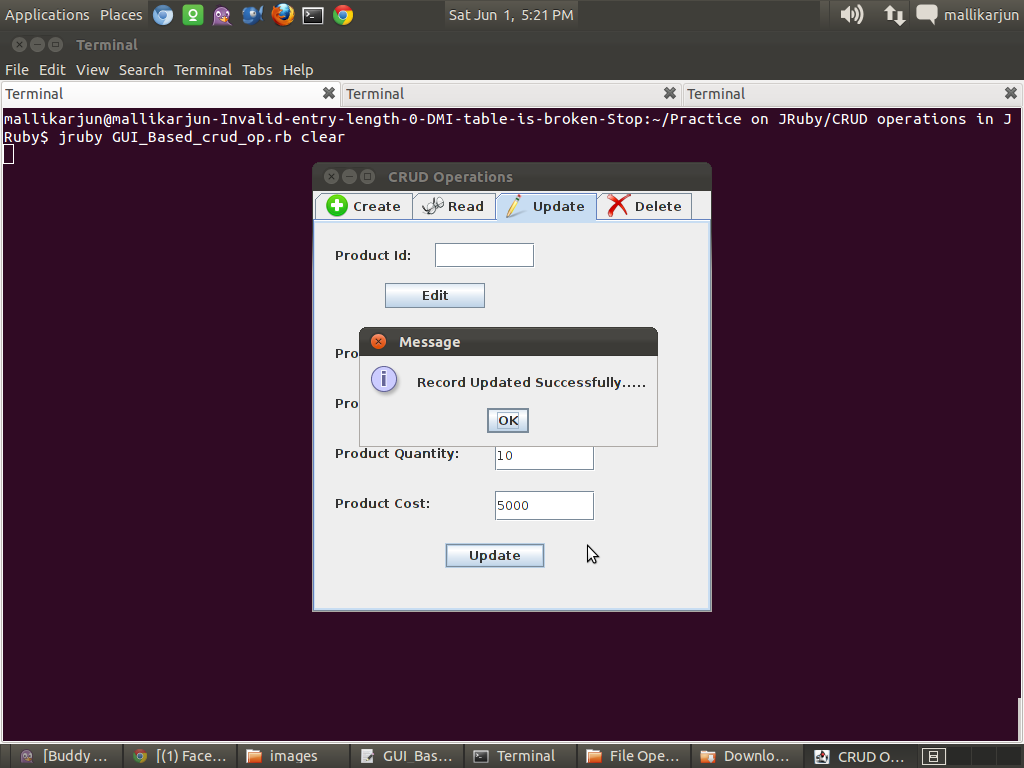 Applications Places Sat Jun 1, 5:21 PM mallikarjun
Terminal
File Edit View Search Terminal Tabs Help
Terminal Terminal Terminal
mallikarjun@mallikarjun-Invalid-entry-length-0-DMI-table-is-broken-Stop:~/Practice on JRuby/CRUD operations in J
Ruby$ jruby GUI_Based_crud_op.rb clear
CRUD Operations
Create Read Update Delete
Product Id:
Edit
Message
Pro
Record Updated Successfully.....
Pro
OK
Product Quantity: 10
Product Cost: 5000
Update
[Buddy ... [(1) Face... images GUI_Bas... Terminal File Ope... Downlo... CRUD O...